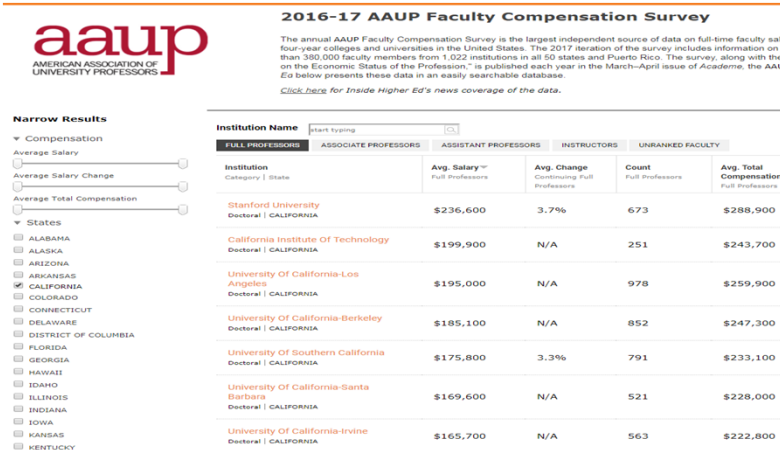 aaup
AMERICAN ASSOCIATION OF
UNIVERSITY PROFESSORS
2016-17 AAUP Faculty Compensation Survey
The annual AAUP Faculty Compensation Survey is the largest independent source of data on full-time faculty sal
four-year colleges and universities in the United States. The 2017 iteration of the survey includes information on
than 380,000 faculty members from 1,022 institutions in all 50 states and Puerto Rico. The survey, along with the
on the Economic Status of the Profession," is published each year in the March—April issue of Academe, the AAU
Ed below presents these data in an easily searchable database.
Click here for Inside Higher Ed's news coverage of the data.
Narrow Results
Compensation
Average Salary
Average Salary Change
Average Total Compensation
States
ALABAMA
ALASKA
ARIZONA
ARKANSAS
CALIFORNIA
COLORADO
CONNECTICUT
DELAWARE
DISTRICT OF COLUMBIA
FLORIDA
GEORGIA
HAWAII
IDAHO
ILLINOIS
INDIANA
IOWA
KANSAS
KENTUCKY
Institution Name start typing
FULL PROFESSORS ASSOCIATE PROFESSORS ASSISTANT PROFESSORS INSTRUCTORS UNRANKED FACULTY
Institution Avg. Salary Avg. Change Count Avg. Total
Category | State Full Professors Continuing Full Full Professors Compensation
Professors Full Professors
Stanford University
Doctoral | CALIFORNIA $236,600 3.7% 673 $288,900
California Institute Of Technology
Doctoral | CALIFORNIA $199,900 N/A 251 $243,700
University Of California-Los
Angeles $195,000 N/A 978 $259,900
Doctoral | CALIFORNIA
University Of California-Berkeley
Doctoral | CALIFORNIA $185,100 N/A 852 $247,300
University Of Southern California
Doctoral | CALIFORNIA $175,800 3.3% 791 $233,100
University Of California-Santa
Barbara $169,600 N/A 521 $228,000
Doctoral | CALIFORNIA
University Of California-Irvine
Doctoral | CALIFORNIA $165,700 N/A 563 $222,800